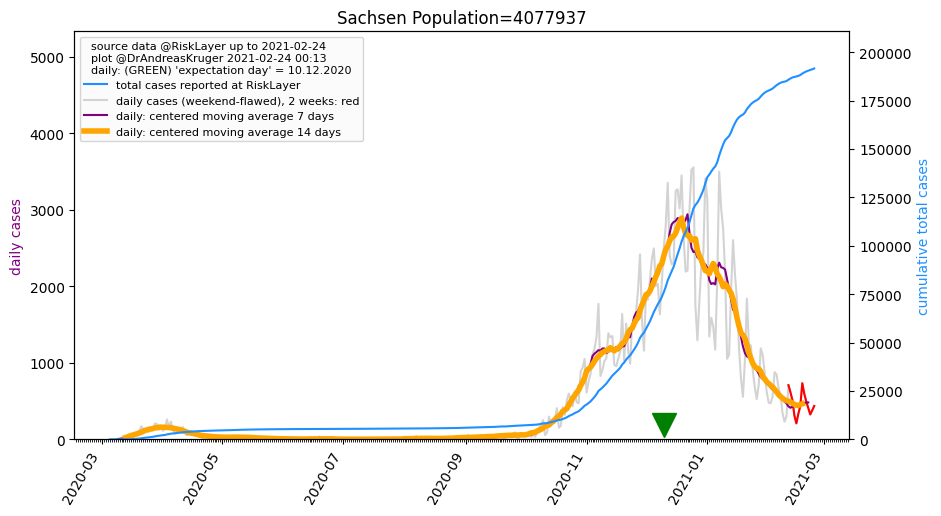 Sachsen Population=4077937
source data @RiskLayer up to 2021-02-24
plot @DrAndreasKruger 2021-02-24 00:13
daily: (GREEN) 'expectation day' = 10.12.2020
total cases reported at RiskLayer
daily cases (weekend-flawed), 2 weeks: red
daily: centered moving average 7 days
daily: centered moving average 14 days
daily cases
5000
4000
3000
2000
1000
0
200000
175000
150000
125000
100000
75000
50000
25000
0
cumulative total cases
2020-03
2020-05
2020-07
2020-09
2020-11
2021-01
2021-03